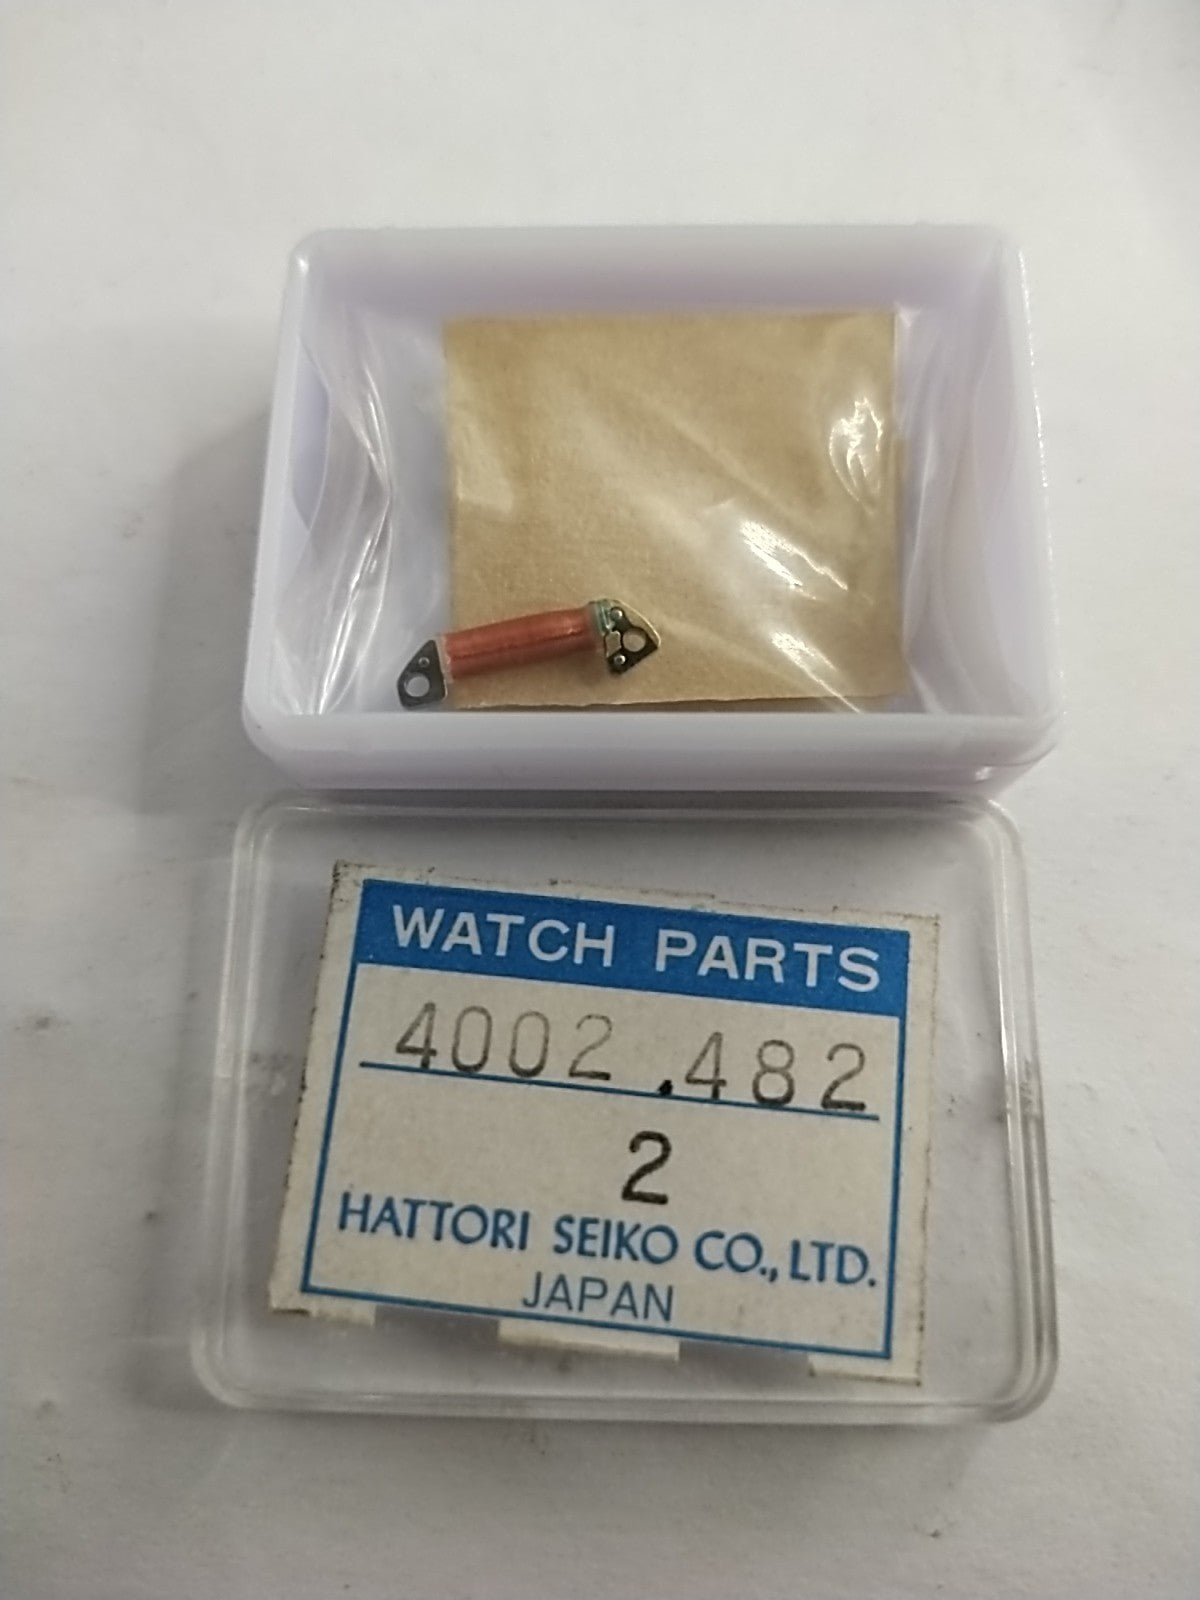 WATCH PARTS
4002.482
2
HATTORI SEIKO CO., LTD.
JAPAN